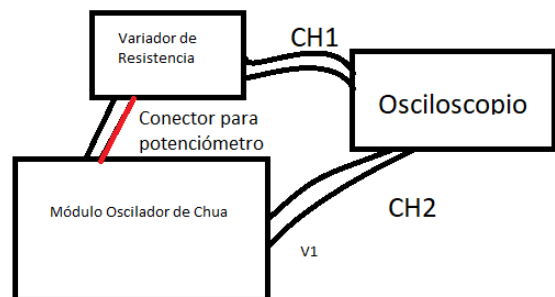 Variador de
Resistencia
CH1
Osciloscopio
Conector para
potenciómetro
Módulo Oscilador de Chua
CH2
V1